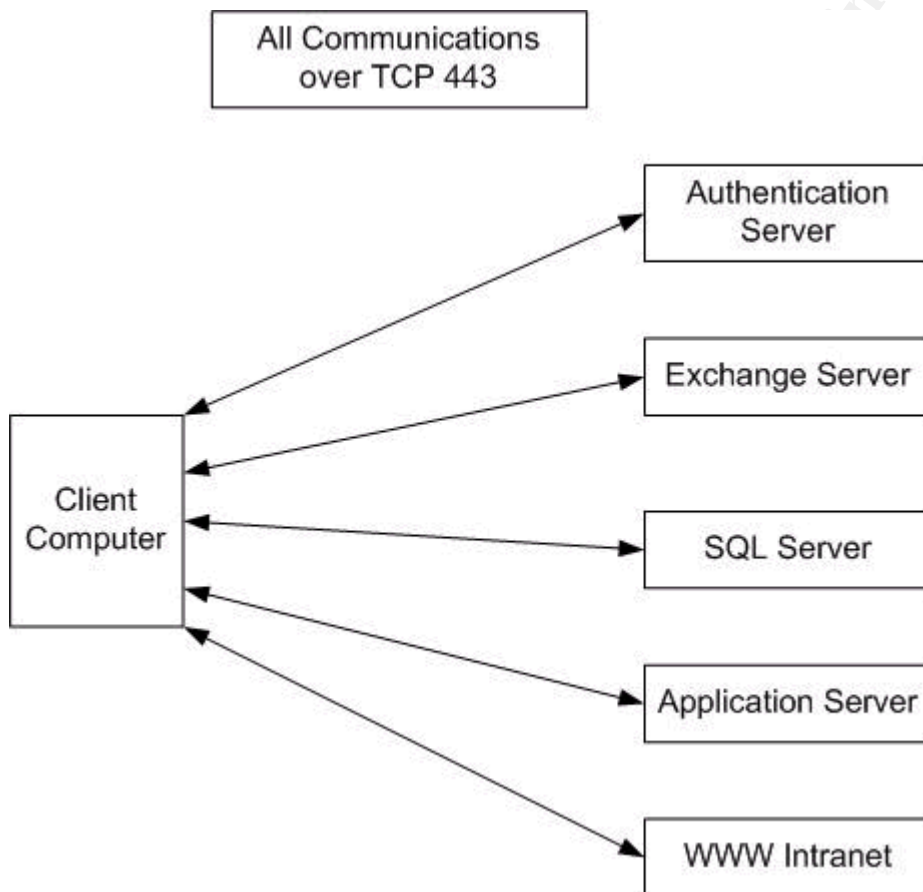 All Communications
over TCP 443
Authentication
Server
Exchange Server
Client
Computer
SQL Server
Application Server
WWW Intranet